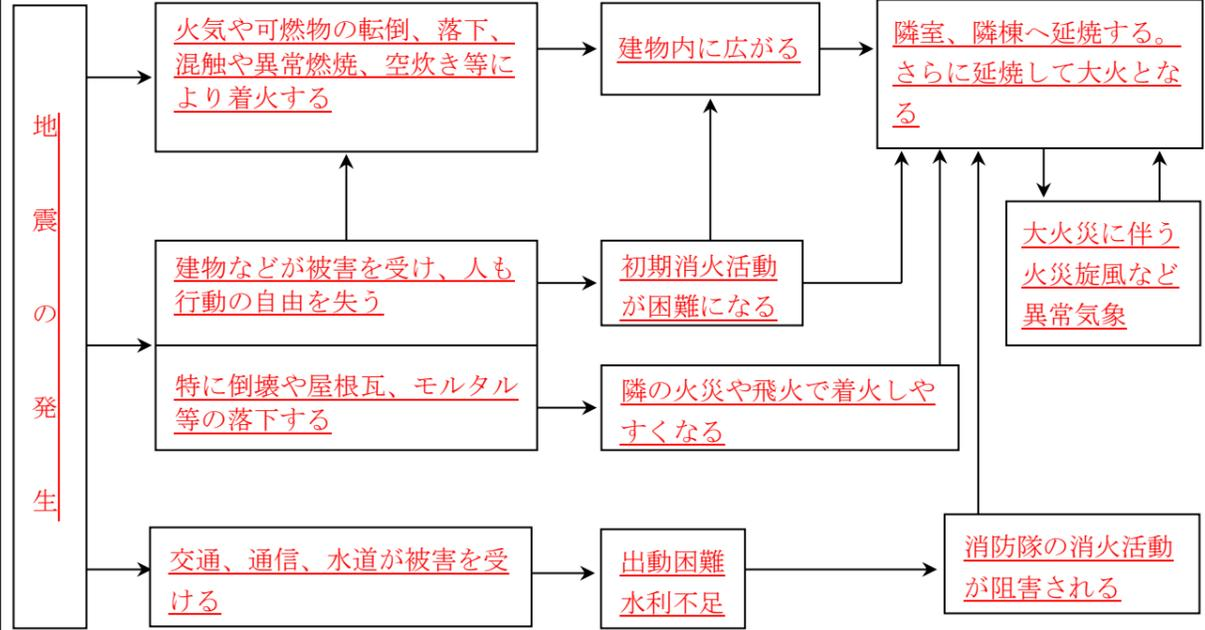 地震の発生
火気や可燃物の転倒、落下、
混触や異常燃焼、空炊き等に
より着火する
建物内に広がる
隣室、隣棟へ延焼する。
さらに延焼して大火とな
る
大火災に伴う
火災旋風など
異常気象
建物などが被害を受け、人も
行動の自由を失う
初期消火活動
が困難になる
特に倒壊や屋根瓦、モルタル
等の落下する
隣の火災や飛火で着火しや
すくなる
交通、通信、水道が被害を受
ける
出動困難
水利不足
消防隊の消火活動
が阻害される